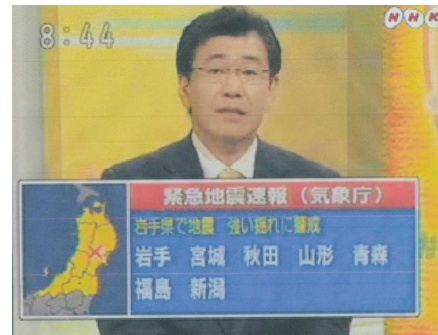 8:44
NHK
緊急地震速報（気象庁）
岩手県で地震　強い揺れに警戒
岩手　宮城　秋田　山形　青森
福島　新潟